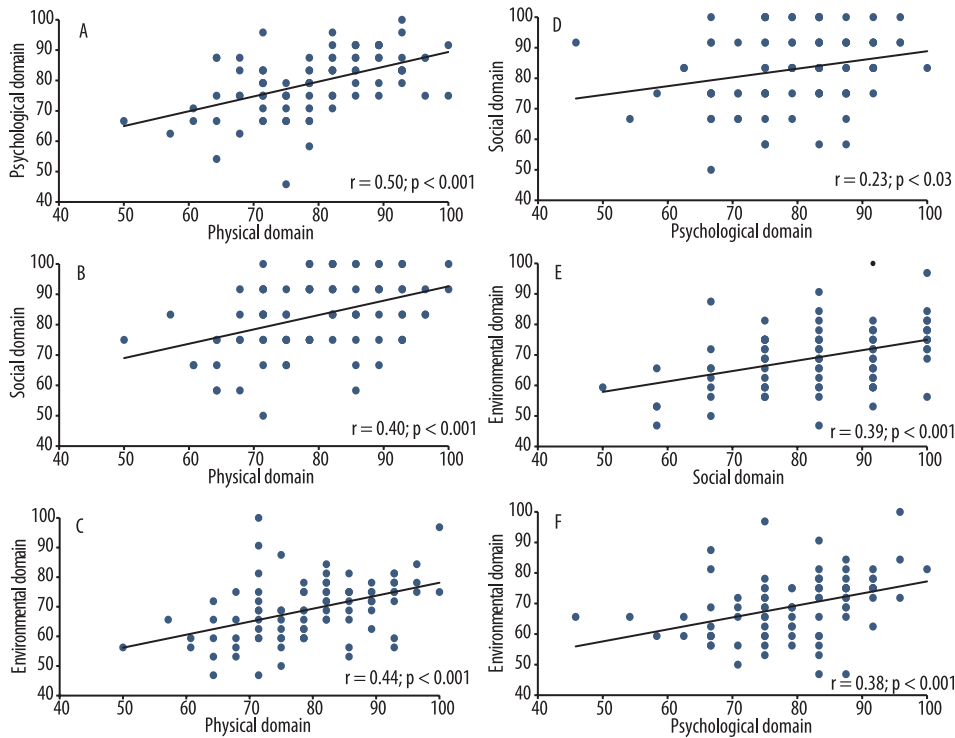 A
Psychological domain
100
90
80
70
60
50
40
r = 0.50; p < 0.001
40 50 60 70 80 90 100
Physical domain
D
Social domain
100
90
80
70
60
50
40
r = 0.23; p < 0.03
40 50 60 70 80 90 100
Psychological domain
B
Social domain
100
90
80
70
60
50
40
r = 0.40; p < 0.001
40 50 60 70 80 90 100
Physical domain
E
Environmental domain
100
90
80
70
60
50
40
r = 0.39; p < 0.001
40 50 60 70 80 90 100
Social domain
C
Environmental domain
100
90
80
70
60
50
40
r = 0.44; p < 0.001
40 50 60 70 80 90 100
Physical domain
F
Environmental domain
100
90
80
70
60
50
40
r = 0.38; p < 0.001
40 50 60 70 80 90 100
Psychological domain